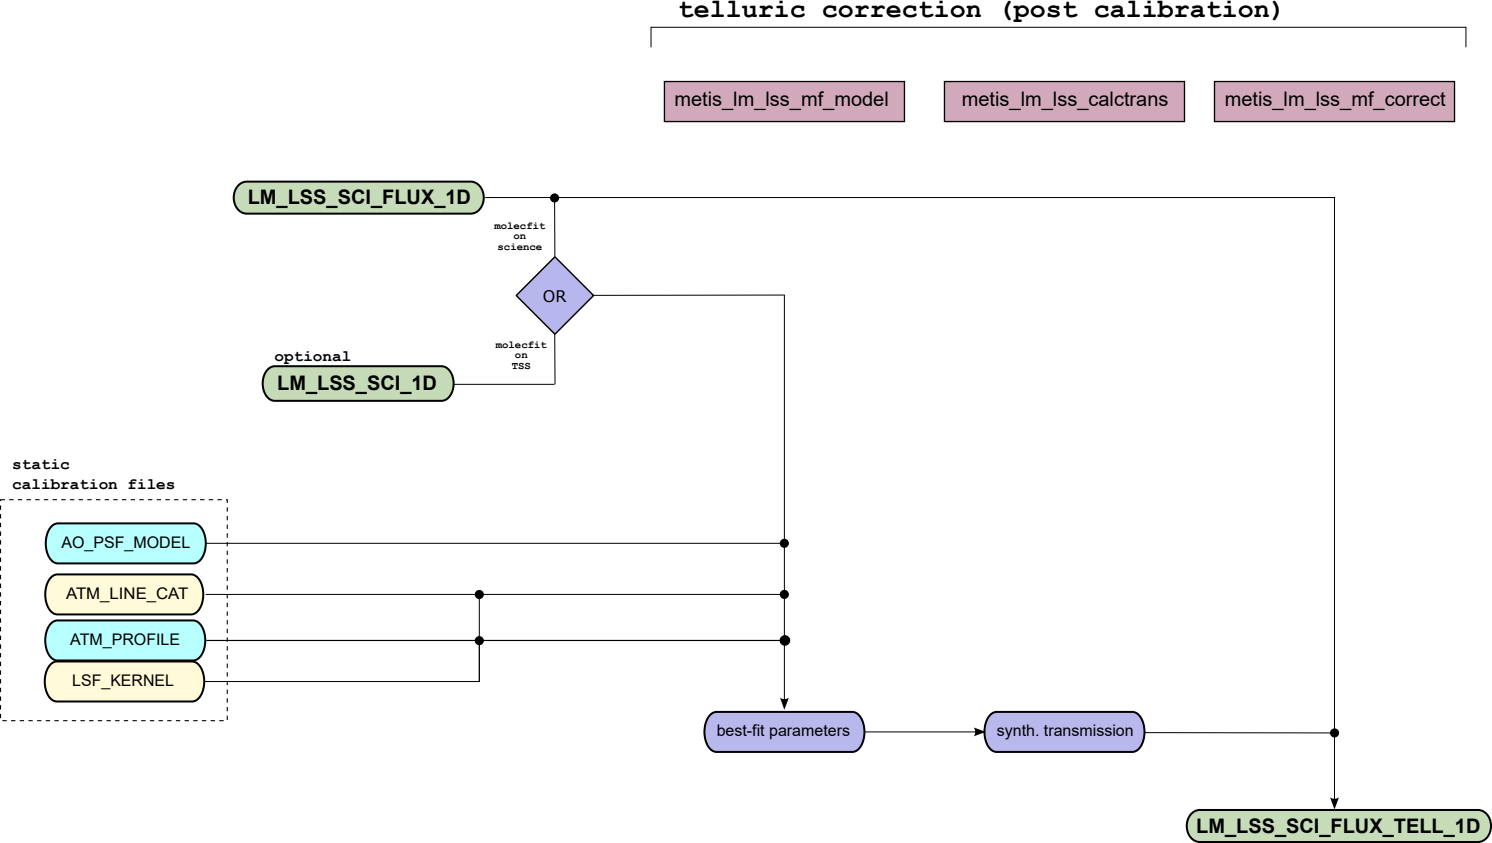 telluric correction (post calibration)
metis_lm_lss_mf_model
metis_lm_lss_calctrans
metis_lm_lss_mf_correct
LM_LSS_SCI_FLUX_1D
molecfit
on
science
OR
molecfit
on
TSS
optional
LM_LSS_SCI_1D
static
calibration files
AO_PSF_MODEL
ATM_LINE_CAT
ATM_PROFILE
LSF_KERNEL
best-fit parameters
synth. transmission
LM_LSS_SCI_FLUX_TELL_1D